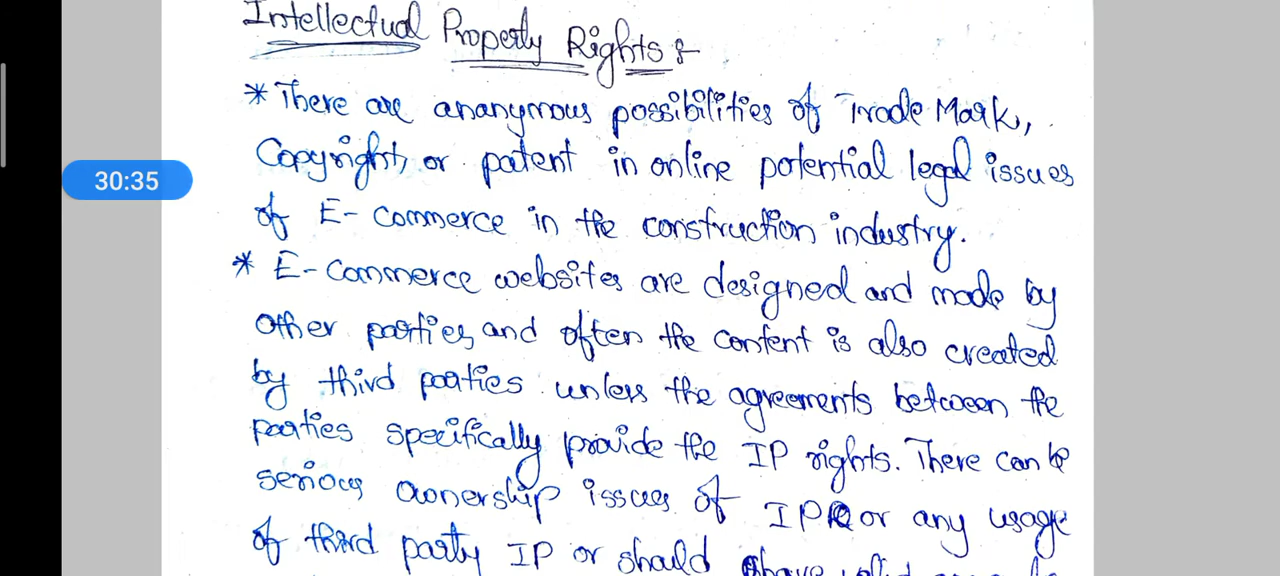 Intellectual Property Rights :-
* There are ananymous possibilities of Trade Mark,
Copyright, or patent in online potential legal issues
30:35
of E-Commerce in the construction industry.
* E-Commerce websites are designed and made by
other parties, and often the content is also created
by third parties unless the agreements between the
parties specifically provide the IP rights. There can be
serious ownership issues of IPR or any usage
of third party IP or should have valid